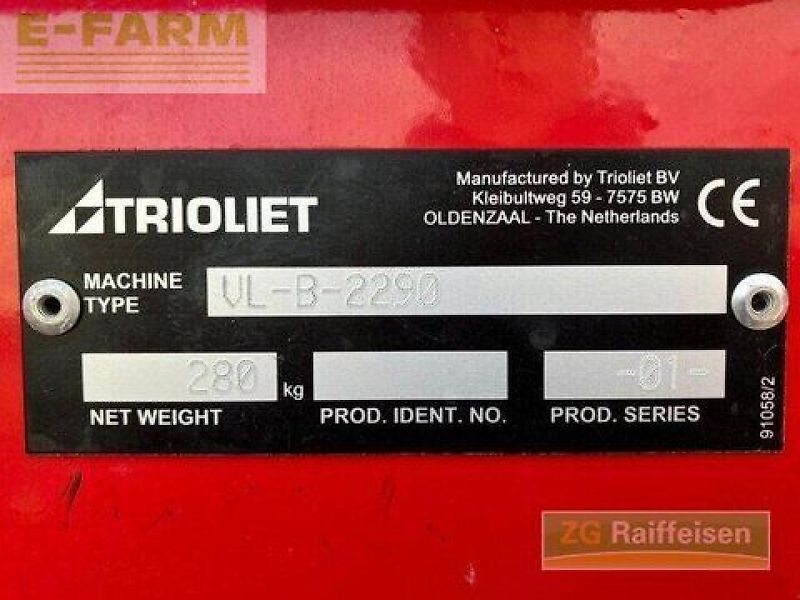 E-FARM
TRIOLIET
Manufactured by Trioliet BV
Kleibultweg 59 - 7575 BW
OLDENZAAL - The Netherlands
CE
MACHINE
TYPE
VL-B-2290
280 kg
-01-
NET WEIGHT
PROD. IDENT. NO.
PROD. SERIES
91058/2
ZG Raiffeisen